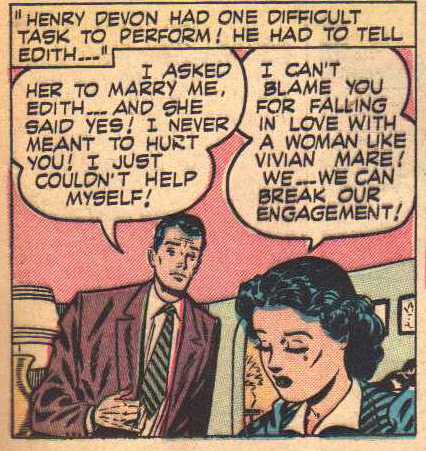 "HENRY DEVON HAD ONE DIFFICULT
TASK TO PERFORM! HE HAD TO TELL
EDITH---"
I ASKED
HER TO MARRY ME,
EDITH--- AND SHE
SAID YES! I NEVER
MEANT TO HURT
YOU! I JUST
COULDN'T HELP
MYSELF!
I CAN'T
BLAME YOU
FOR FALLING
IN LOVE WITH
A WOMAN LIKE
VIVIAN MARE!
WE---WE CAN
BREAK OUR
ENGAGEMENT!